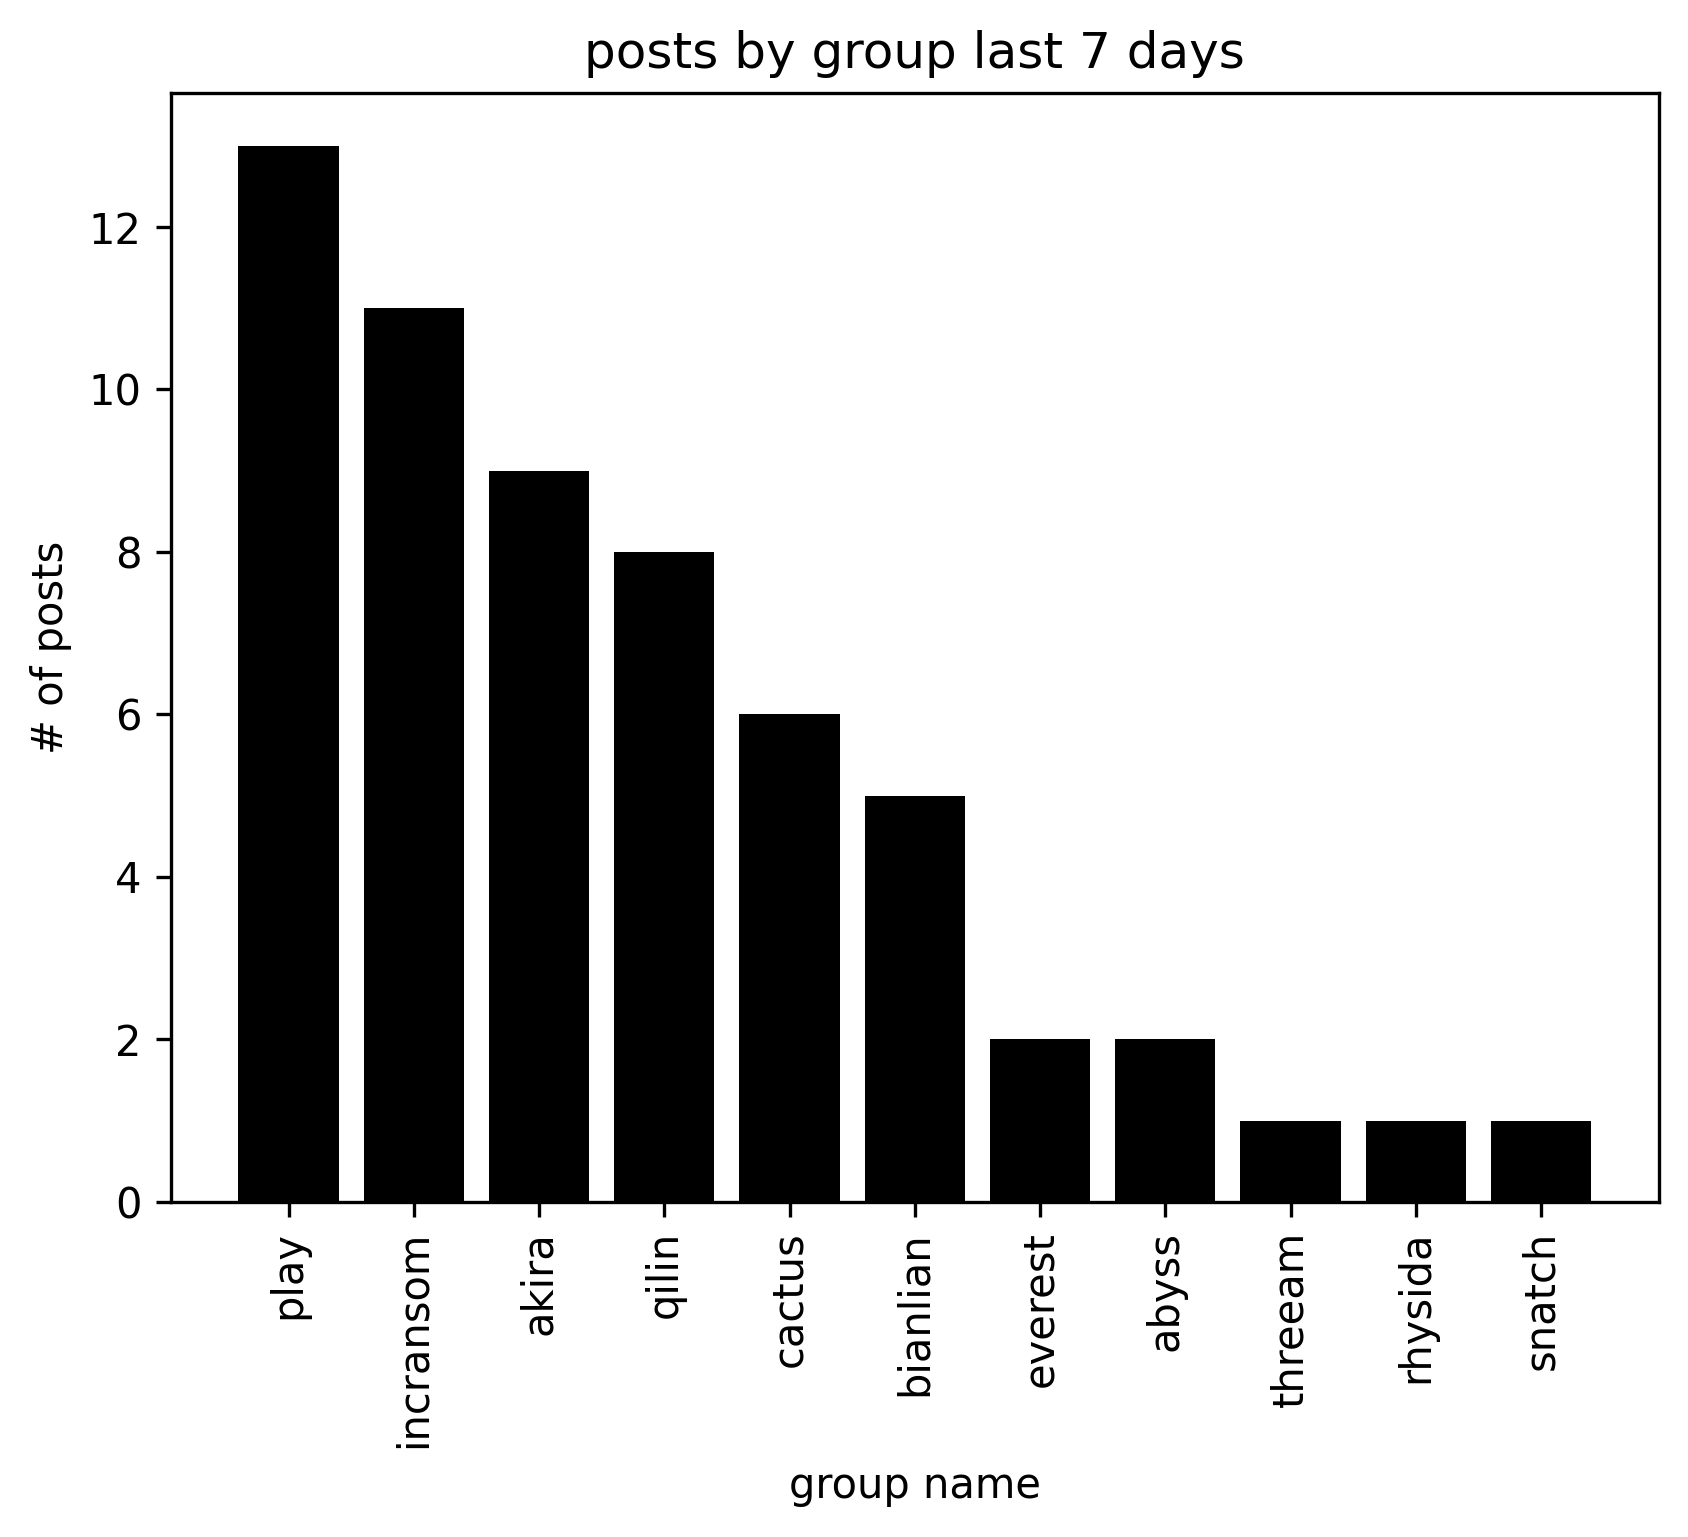 posts by group last 7 days
# of posts
12
10
8
6
4
2
0
play
incransom
akira
qilin
cactus
bianlian
everest
abyss
threeam
rhysida
snatch
group name